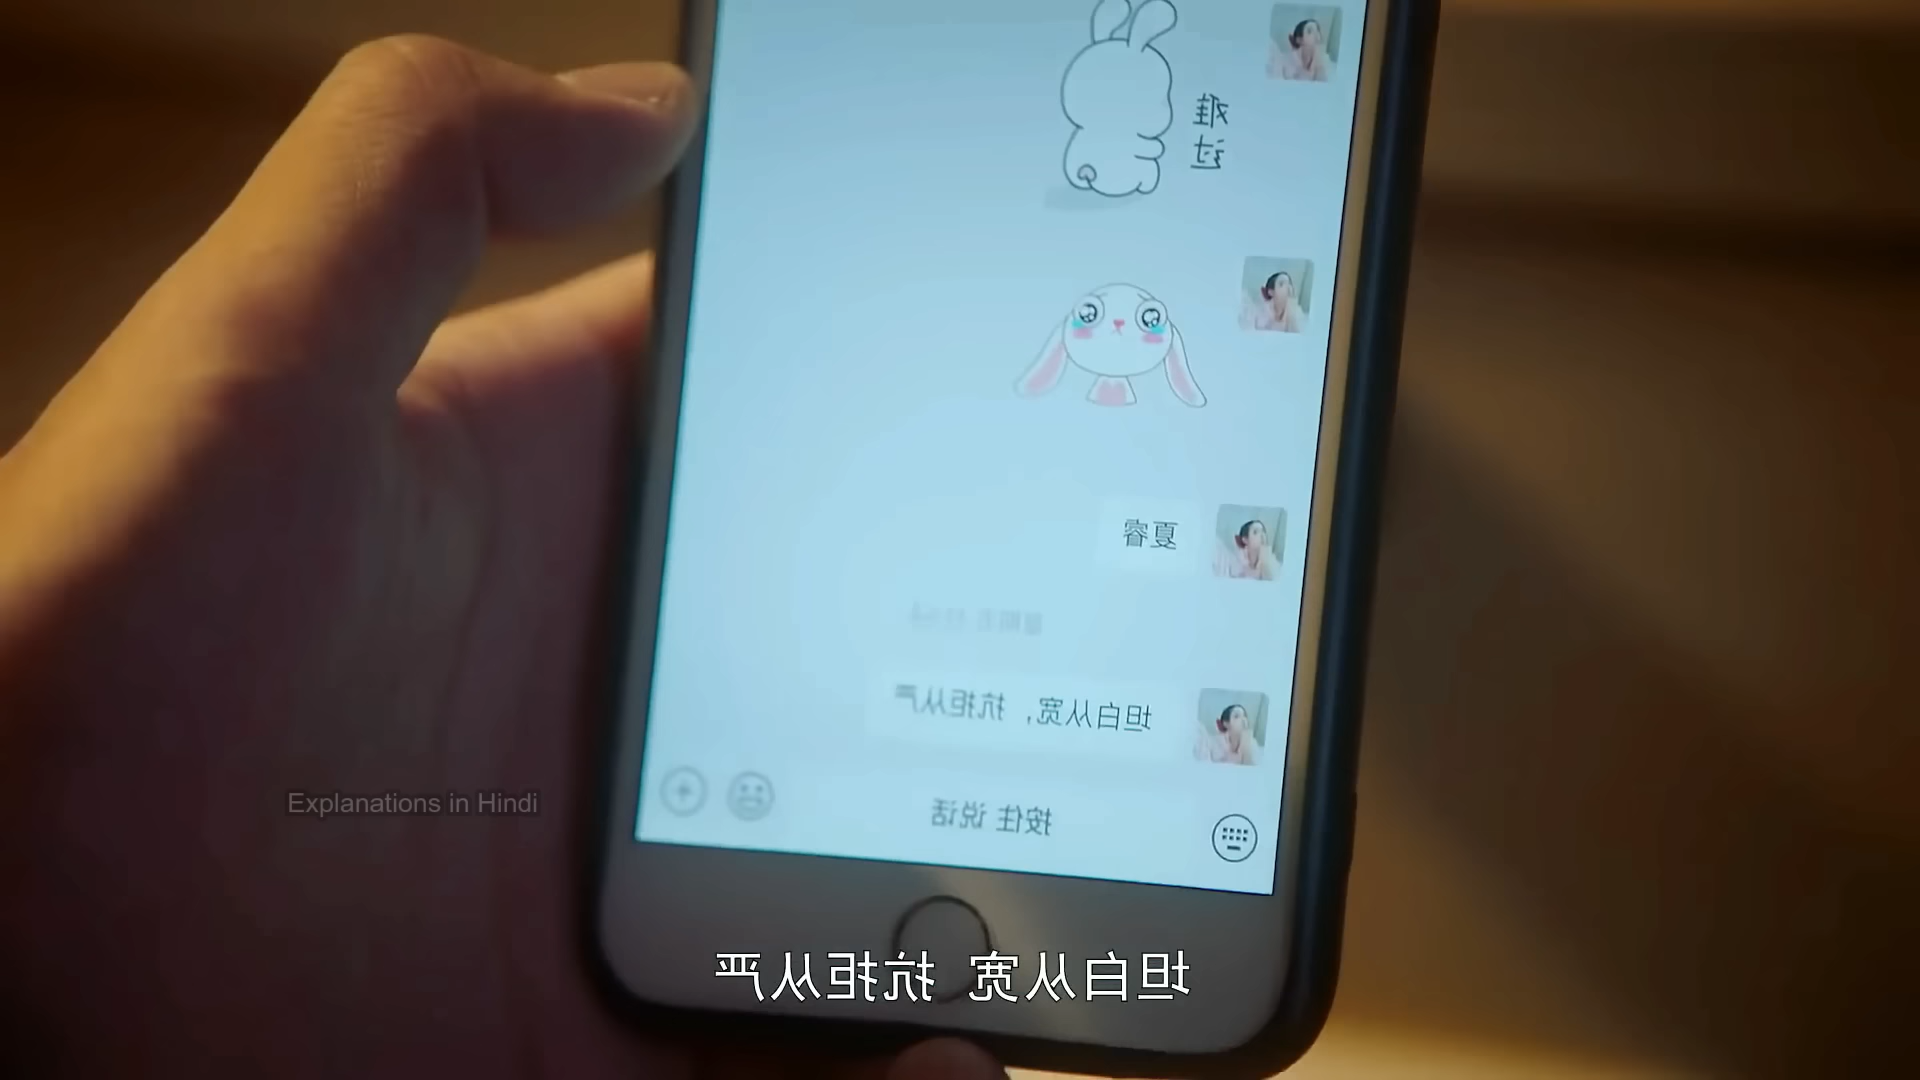 难
过
夏睿
坦白从宽，抗拒从严
按住 说话
Explanations in Hindi
坦白从宽 抗拒从严